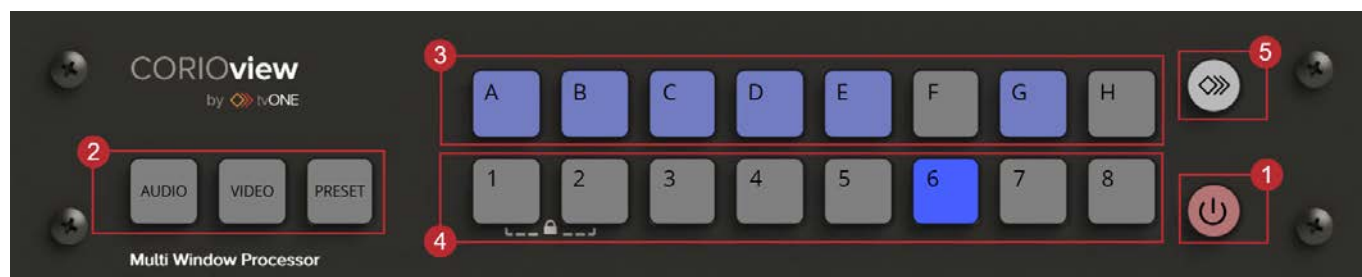 CORIOview
by tvONE
3
A B C D E F G H
5
2
AUDIO VIDEO PRESET
4
1 2 3 4 5 6 7 8
1
Multi Window Processor